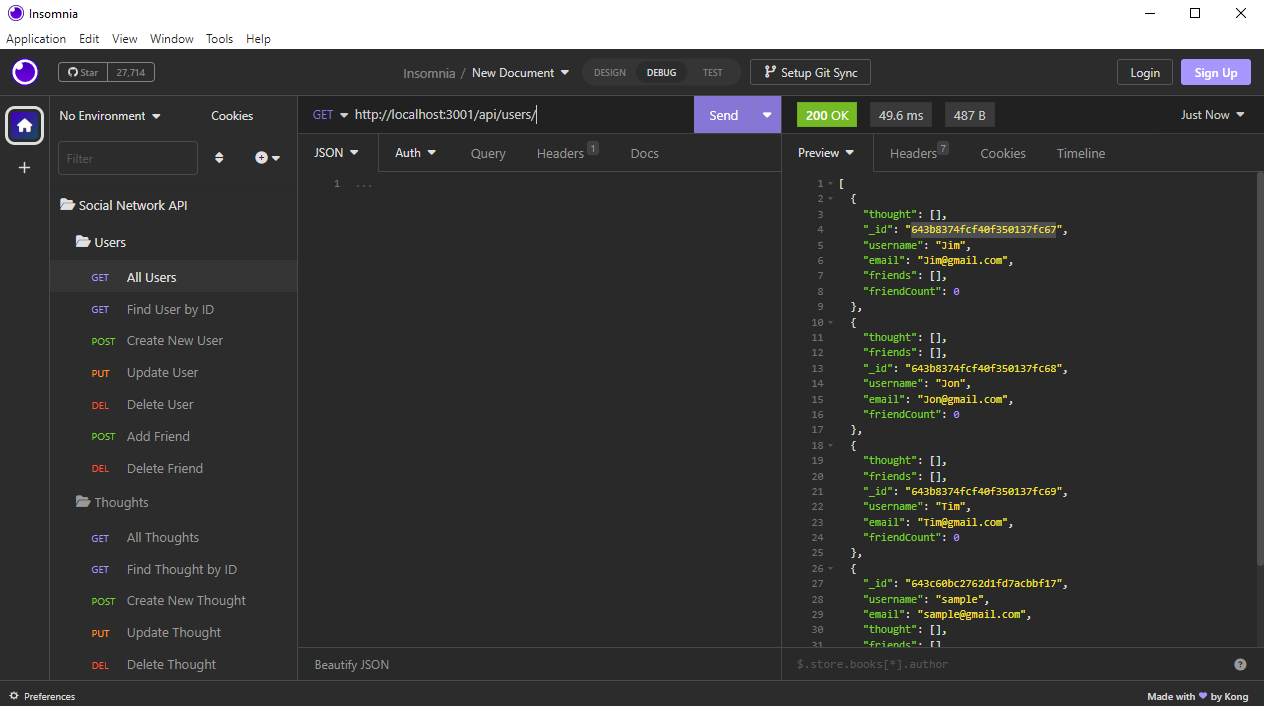 Insomnia
Application Edit View Window Tools Help
Star 27,714
Insomnia / New Document
DESIGN DEBUG TEST
Setup Git Sync
Login Sign Up
No Environment Cookies
Filter
Social Network API
Users
GET All Users
GET Find User by ID
POST Create New User
PUT Update User
DEL Delete User
POST Add Friend
DEL Delete Friend
Thoughts
GET All Thoughts
GET Find Thought by ID
POST Create New Thought
PUT Update Thought
DEL Delete Thought
GET http://localhost:3001/api/users/ Send
JSON Auth Query Headers 1 Docs
1 ...
Beautify JSON
200 OK 49.6 ms 487 B Just Now
Preview Headers 7 Cookies Timeline
1 [
2 {
3 "thought": [],
4 "_id": "643b8374fcf40f350137fc67",
5 "username": "Jim",
6 "email": "Jim@gmail.com",
7 "friends": [],
8 "friendCount": 0
9 },
10 {
11 "thought": [],
12 "friends": [],
13 "_id": "643b8374fcf40f350137fc68",
14 "username": "Jon",
15 "email": "Jon@gmail.com",
16 "friendCount": 0
17 },
18 {
19 "thought": [],
20 "friends": [],
21 "_id": "643b8374fcf40f350137fc69",
22 "username": "Tim",
23 "email": "Tim@gmail.com",
24 "friendCount": 0
25 },
26 {
27 "_id": "643c60bc2762d1fd7acbbf17",
28 "username": "sample",
29 "email": "sample@gmail.com",
30 "thought": [],
31 "friends": []
$.store.books[*].author
Preferences
Made with ♥ by Kong